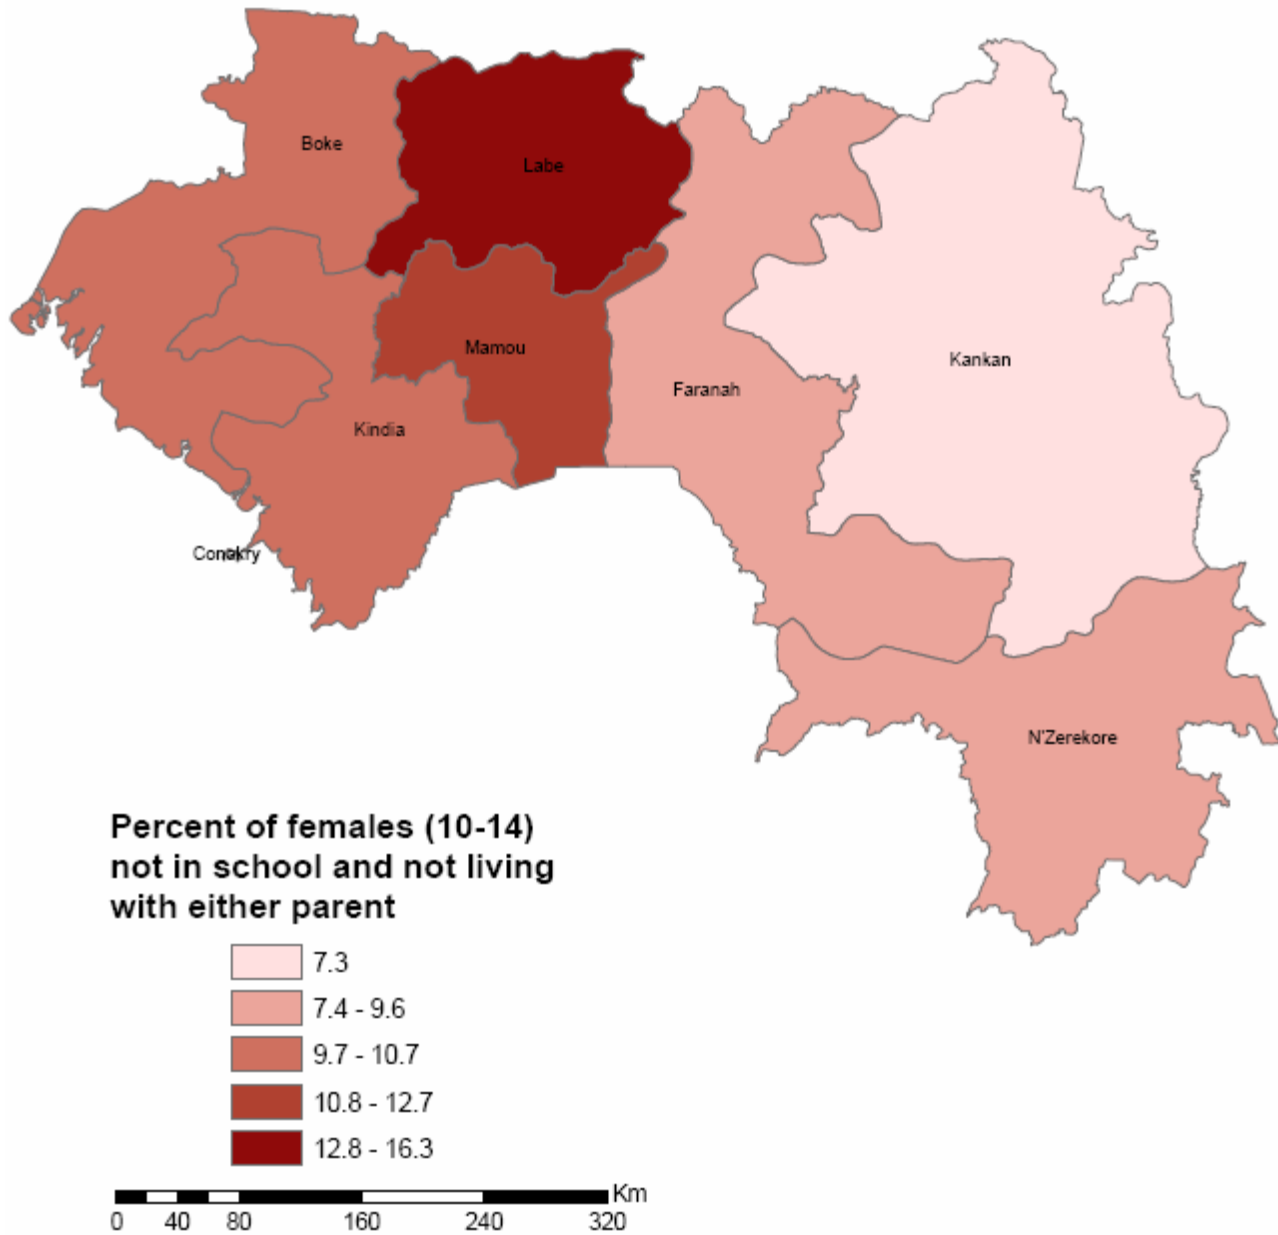 Boke
Labe
Mamou
Kankan
Faranah
Kindia
Conakry
N'Zerekore
Percent of females (10-14)
not in school and not living
with either parent
7.3
7.4 - 9.6
9.7 - 10.7
10.8 - 12.7
12.8 - 16.3
Km
0 40 80 160 240 320